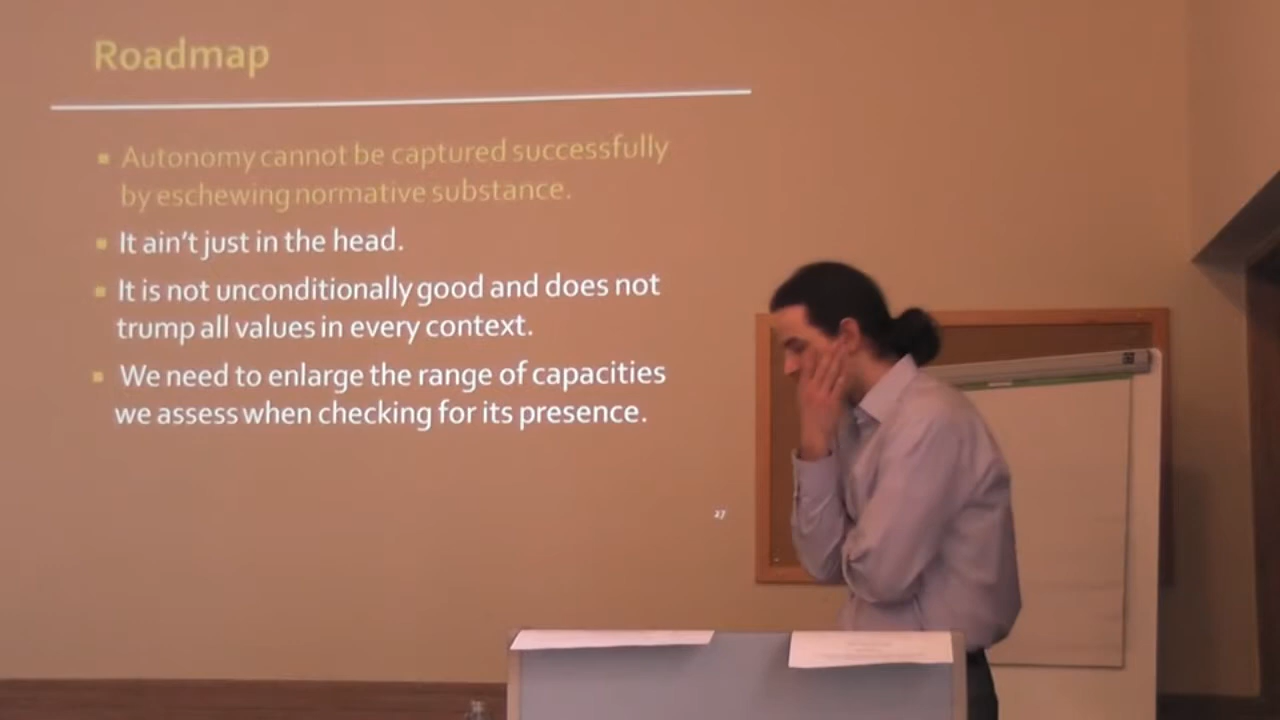 Roadmap
▪ Autonomy cannot be captured successfully
by eschewing normative substance.
▪ It ain't just in the head.
▪ It is not unconditionally good and does not
trump all values in every context.
▪ We need to enlarge the range of capacities
we assess when checking for its presence.
27